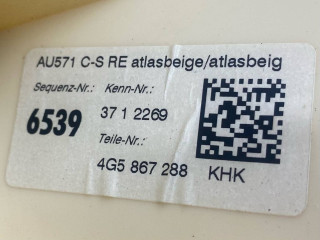 AU571 C-S RE atlasbeige/atlasbeig
Sequenz-Nr.: Kenn-Nr.:
6539 37 1 2269
Teile-Nr.:
4G5 867 288 KHK